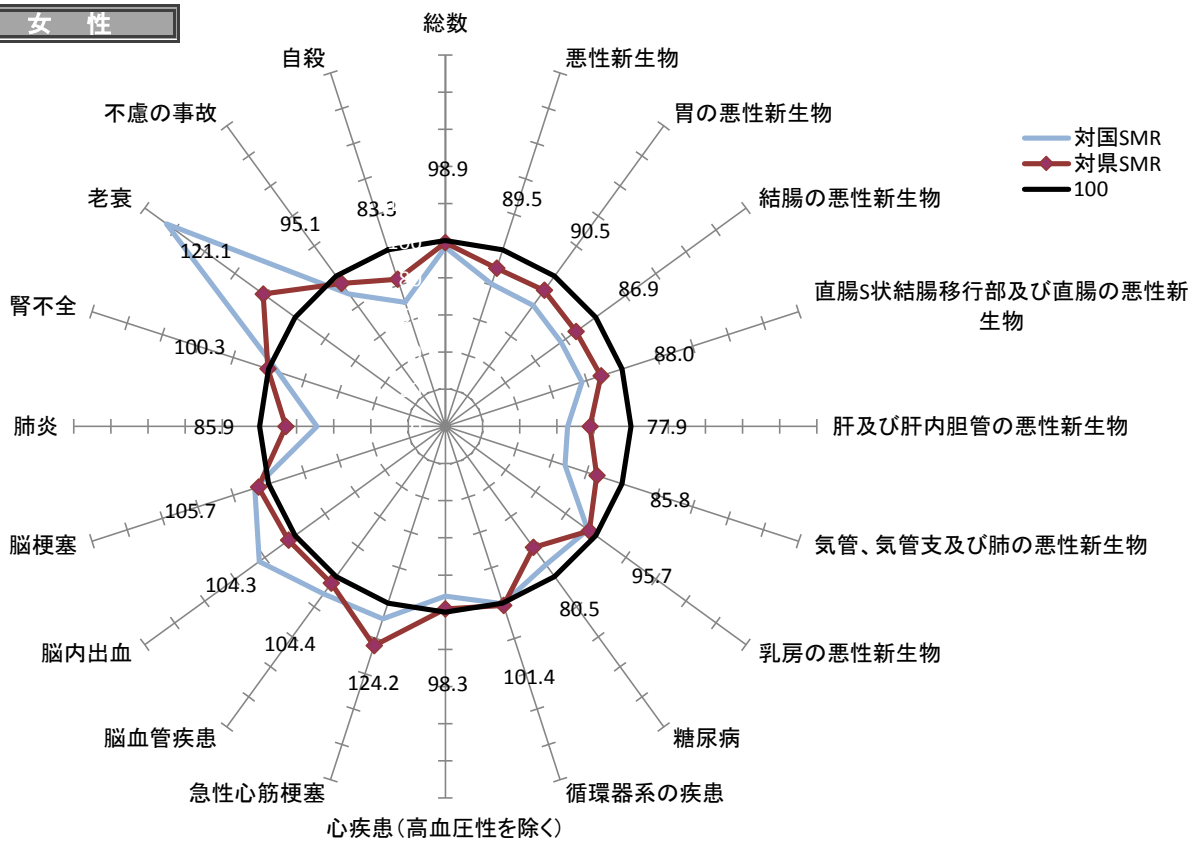 女 性
総数
悪性新生物
胃の悪性新生物
結腸の悪性新生物
直腸S状結腸移行部及び直腸の悪性新
生物
肝及び肝内胆管の悪性新生物
気管、気管支及び肺の悪性新生物
乳房の悪性新生物
糖尿病
循環器系の疾患
心疾患(高血圧性を除く)
急性心筋梗塞
脳血管疾患
脳内出血
脳梗塞
肺炎
腎不全
老衰
不慮の事故
自殺
98.9
89.5
90.5
86.9
88.0
77.9
85.8
95.7
80.5
101.4
98.3
124.2
104.4
104.3
105.7
85.9
100.3
121.1
95.1
83.3
100
80
対国SMR
対県SMR
100